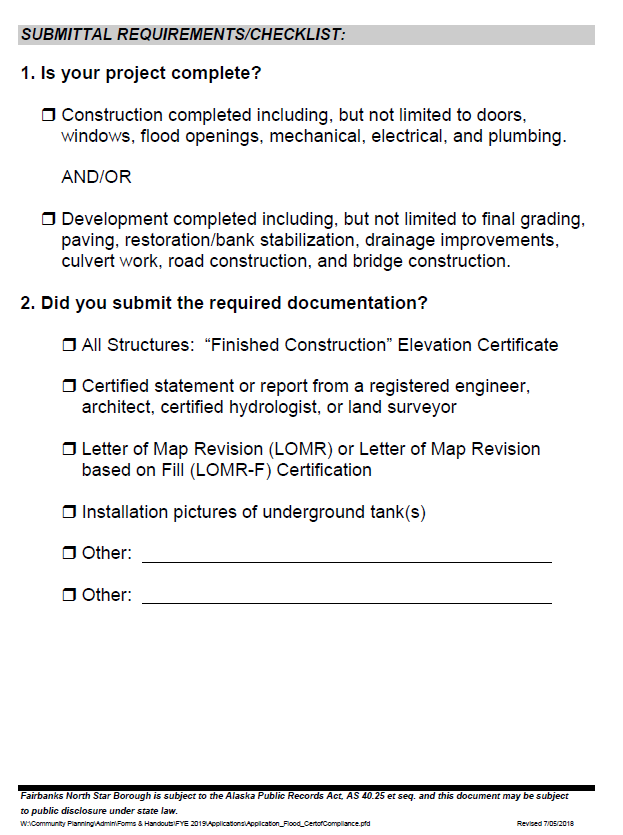 SUBMITTAL REQUIREMENTS/CHECKLIST:
1. Is your project complete?
❒ Construction completed including, but not limited to doors,
windows, flood openings, mechanical, electrical, and plumbing.
AND/OR
❒ Development completed including, but not limited to final grading,
paving, restoration/bank stabilization, drainage improvements,
culvert work, road construction, and bridge construction.
2. Did you submit the required documentation?
❒ All Structures: “Finished Construction” Elevation Certificate
❒ Certified statement or report from a registered engineer,
architect, certified hydrologist, or land surveyor
❒ Letter of Map Revision (LOMR) or Letter of Map Revision
based on Fill (LOMR-F) Certification
❒ Installation pictures of underground tank(s)
❒ Other: ____________________
❒ Other: ____________________
Fairbanks North Star Borough is subject to the Alaska Public Records Act, AS 40.25 et seq. and this document may be subject
to public disclosure under state law.
W:\Community Planning\Admin\Forms & Handouts\FYE 2019\Applications\Application_Flood_CertofCompliance.pfd Revised 7/05/2018